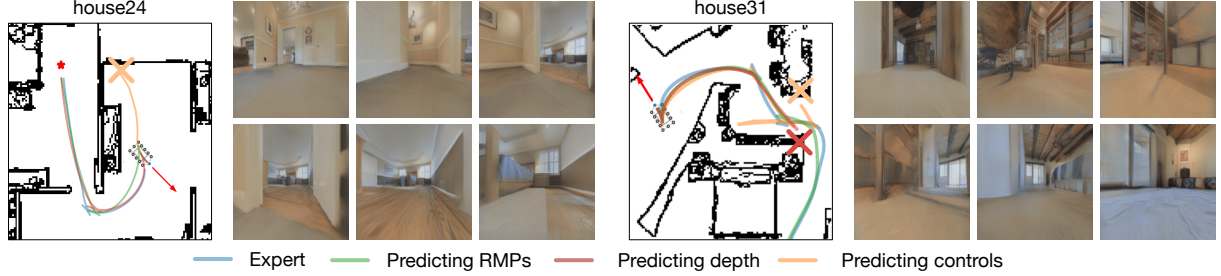 house24
house31
Expert
Predicting RMPs
Predicting depth
Predicting controls